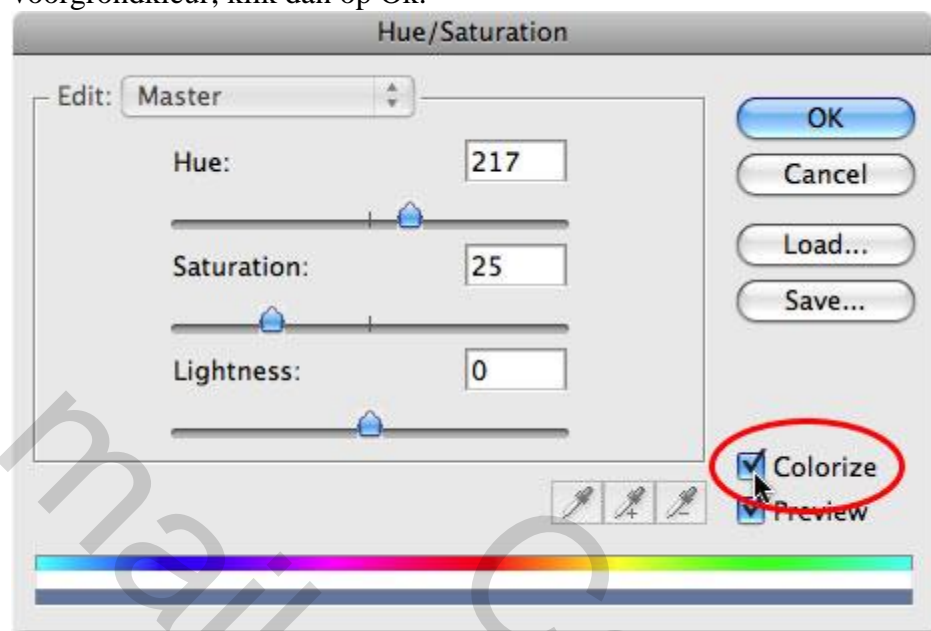 voorgrondkleur, klik dan op Ok.
Hue/Saturation
Edit: Master
Hue: 217
Saturation: 25
Lightness: 0
OK
Cancel
Load...
Save...
Colorize
Preview
mail